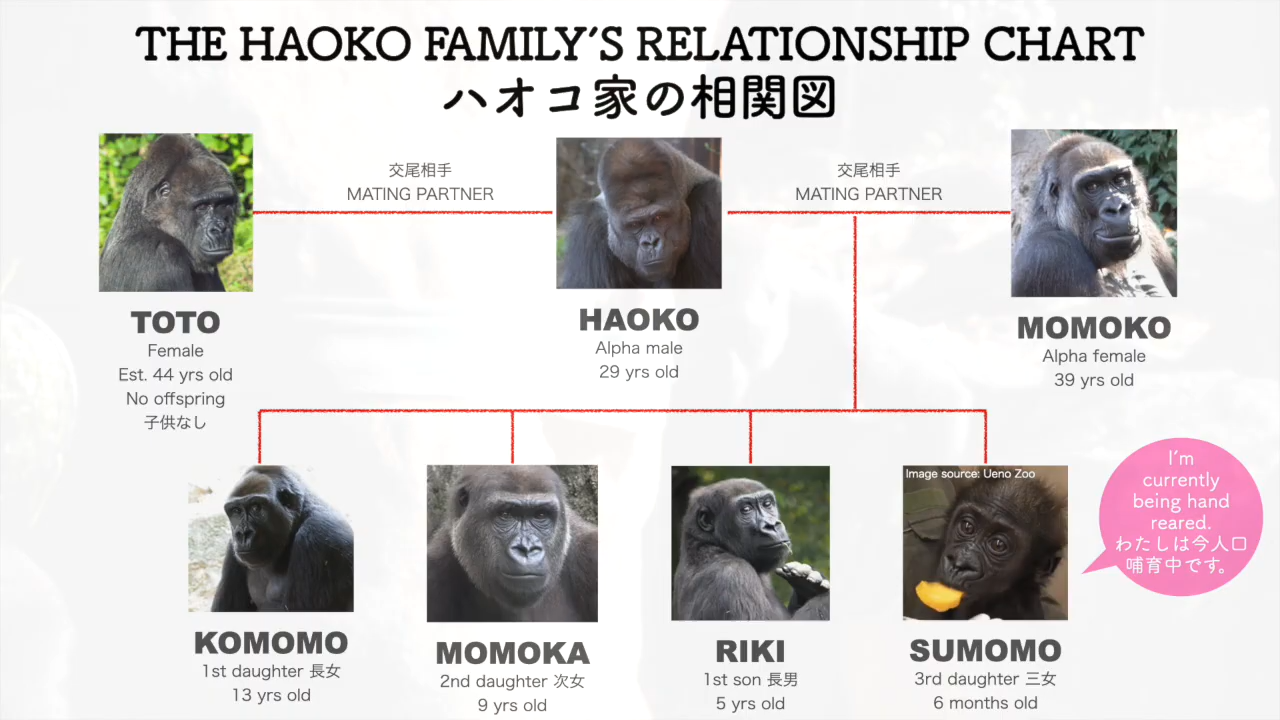 THE HAOKO FAMILY'S RELATIONSHIP CHART
ハオコ家の相関図
交尾相手
MATING PARTNER
交尾相手
MATING PARTNER
TOTO
Female
Est. 44 yrs old
No offspring
子供なし
HAOKO
Alpha male
29 yrs old
MOMOKO
Alpha female
39 yrs old
KOMOMO
1st daughter 長女
13 yrs old
MOMOKA
2nd daughter 次女
9 yrs old
RIKI
1st son 長男
5 yrs old
Image source: Ueno Zoo
SUMOMO
3rd daughter 三女
6 months old
I'm
currently
being hand
reared.
わたしは今人口
哺育中です。